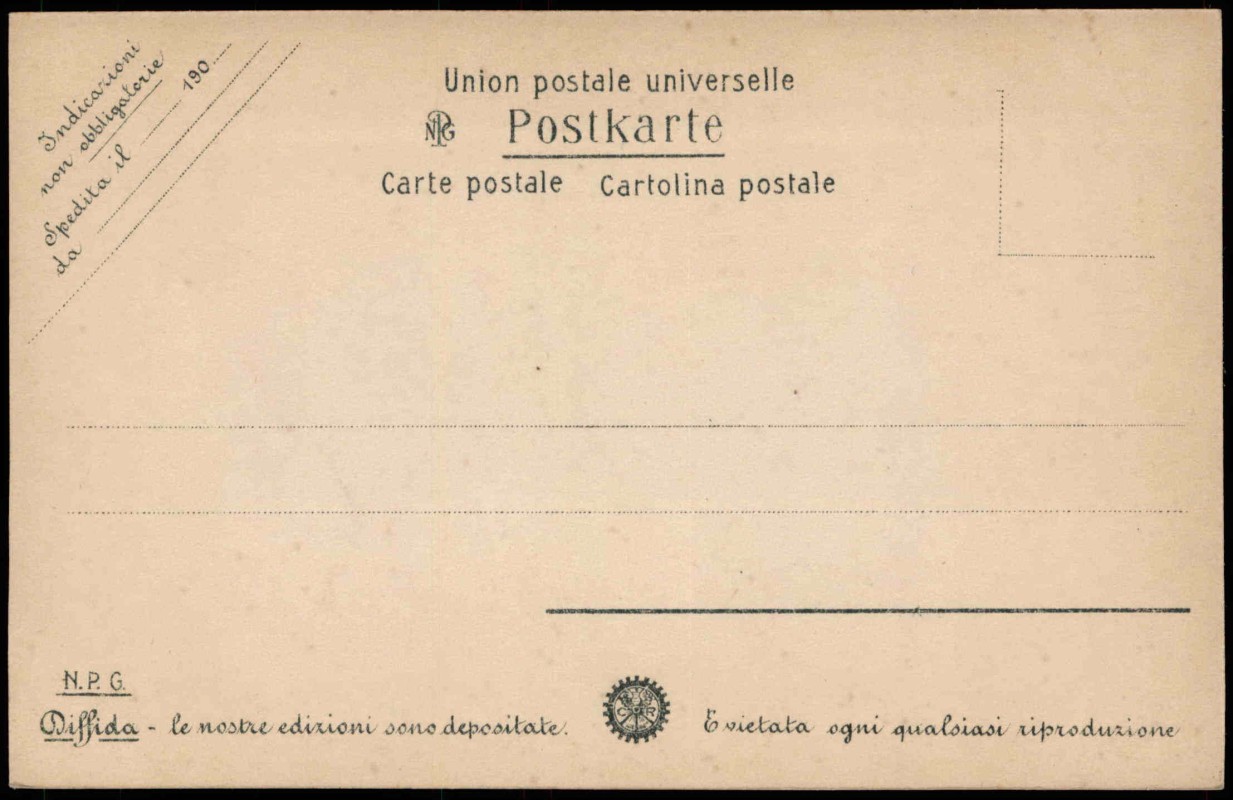 Indicazioni
non obbligatorie
Spedita il 190
da
Union postale universelle
NPG Postkarte
Carte postale Cartolina postale
N.P.G.
Diffida - le nostre edizioni sono depositate.
C R
È vietata ogni qualsiasi riproduzione